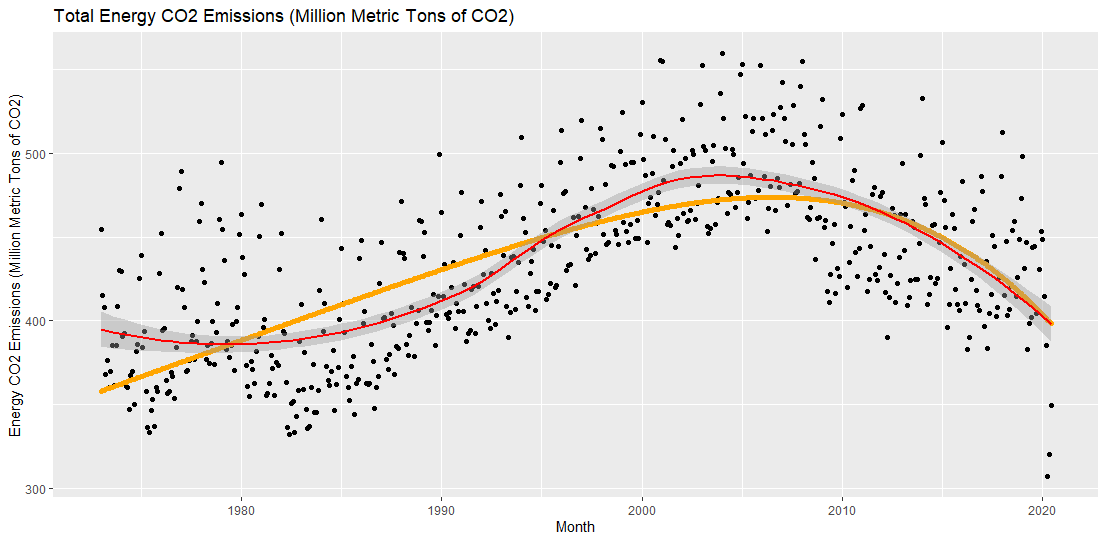 Total Energy CO2 Emissions (Million Metric Tons of CO2)
Energy CO2 Emissions (Million Metric Tons of CO2)
500
400
300
1980
1990
2000
2010
2020
Month